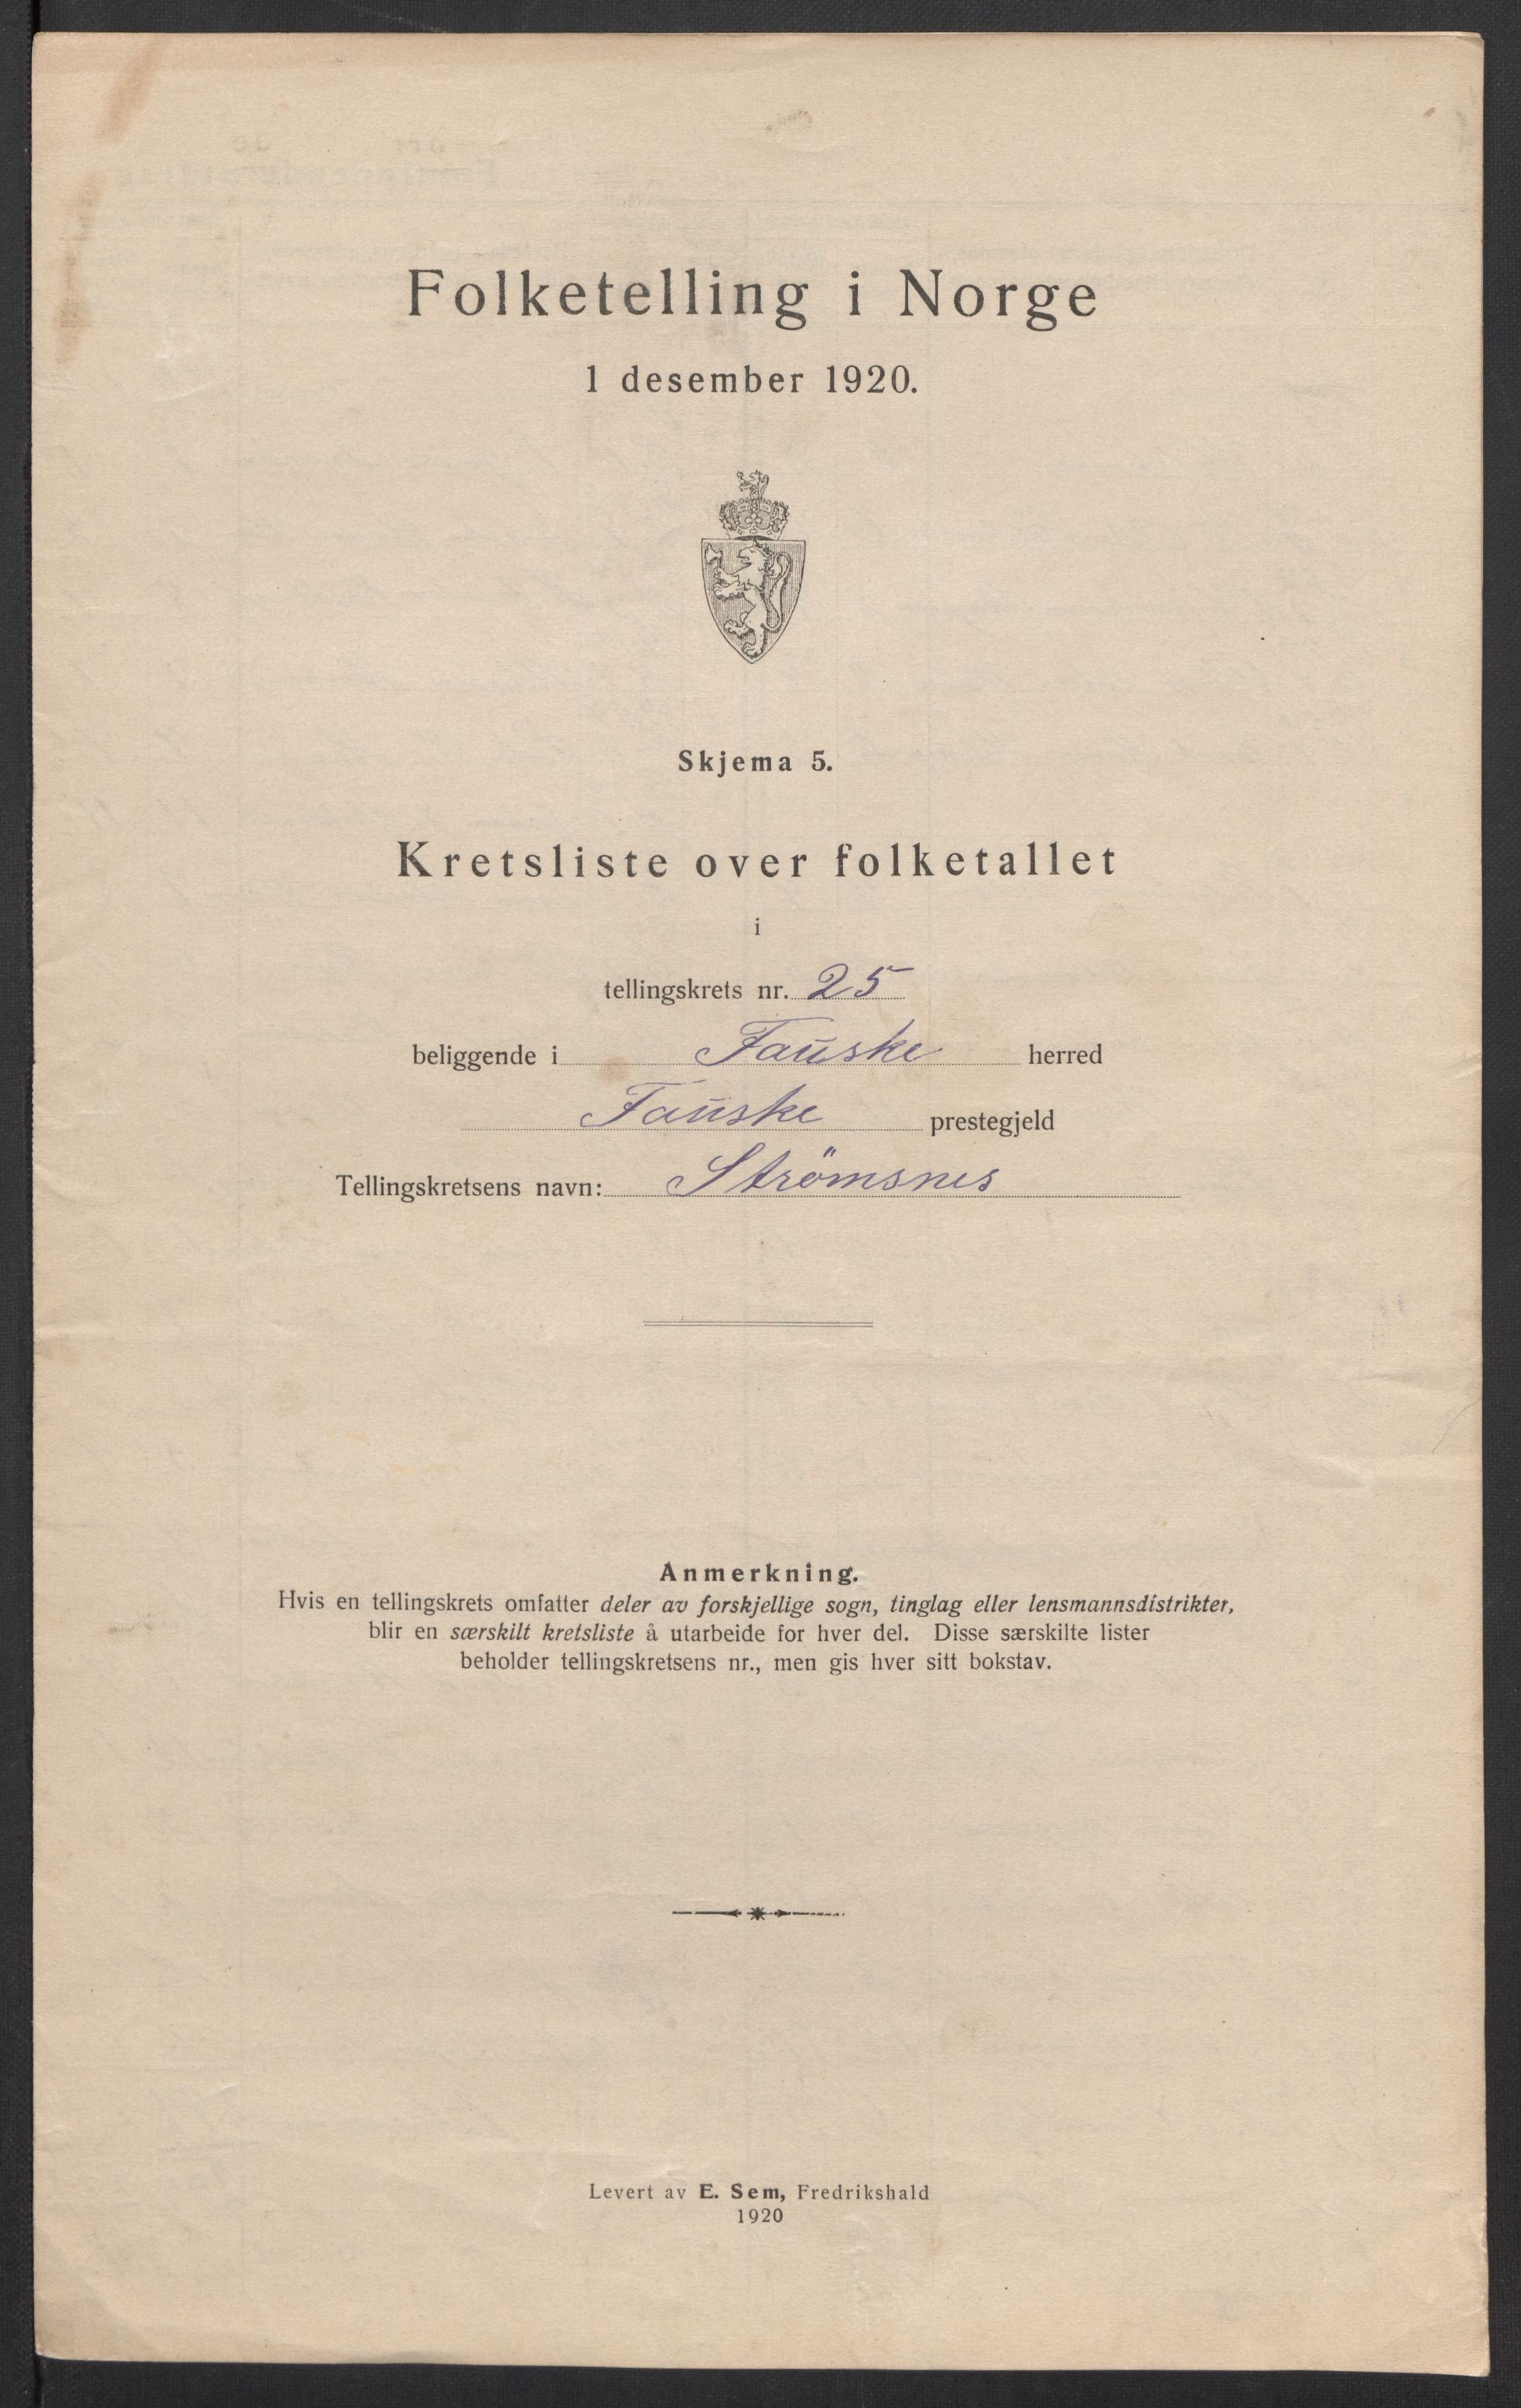 Folketelling i Norge
1 desember 1920.
Skjema 5.
Kretsliste over folketallet
i
tellingskrets nr. 25
beliggende i Fauske herred
Fauske prestegjeld
Tellingskretsens navn: Strömsnes
Anmerkning.
Hvis en tellingskrets omfatter deler av forskjellige sogn, tinglag eller lensmannsdistrikter,
blir en særskilt kretsliste å utarbeide for hver del. Disse særskilte lister
beholder tellingskretsens nr., men gis hver sitt bokstav.
Levert av E. Sem, Fredrikshald
1920